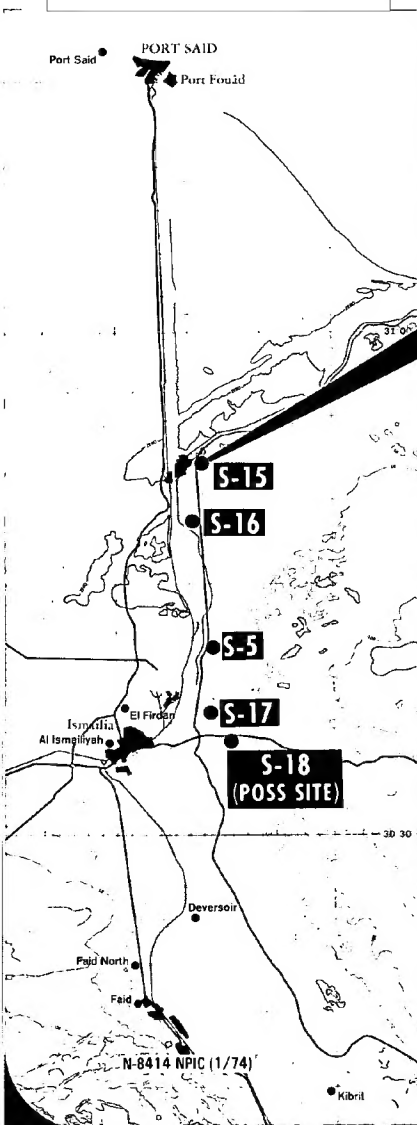 PORT SAID
Port Said
Port Fouâd
31 00
S-15
S-16
S-5
S-17
El Firdan
Ismailia
Al Ismailiyah
S-18
(POSS SITE)
30 30
Deversoir
Faid North
Faid
N-8414 NPIC (1/74)
Kibrit